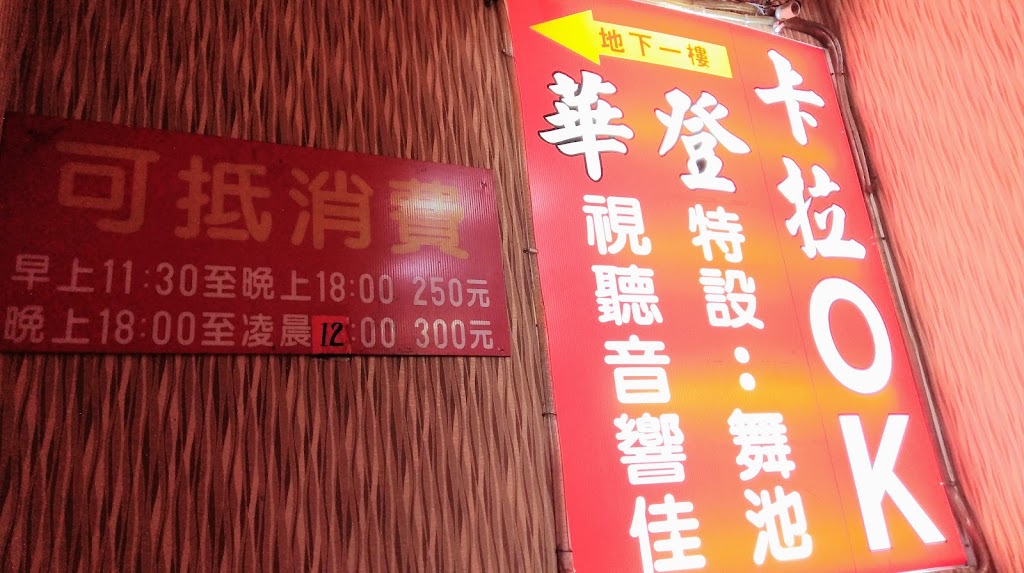 可抵消費
早上11:30至晚上18:00 250元
晚上18:00至凌晨12:00 300元
地下一樓
卡拉OK
登特設:舞池
華視聽音響佳